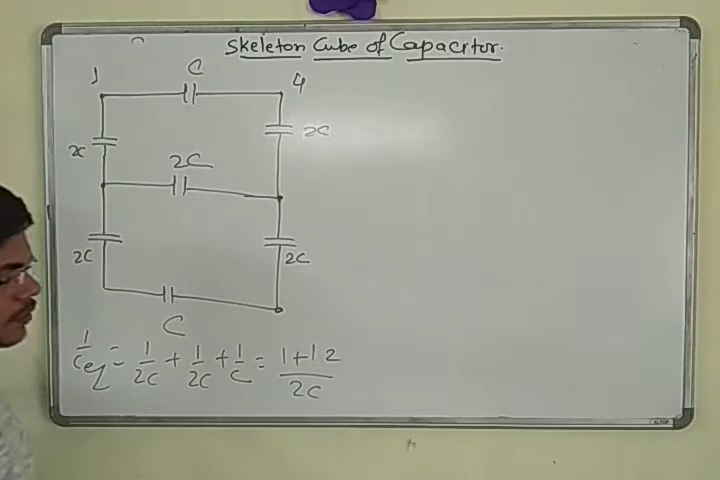 Skeleton Cube of Capacitor.
1 C 4
2C 2C
2C
2C 2C
C
1/Ceq = 1/2C + 1/2C + 1/C = 1+1 2/2C